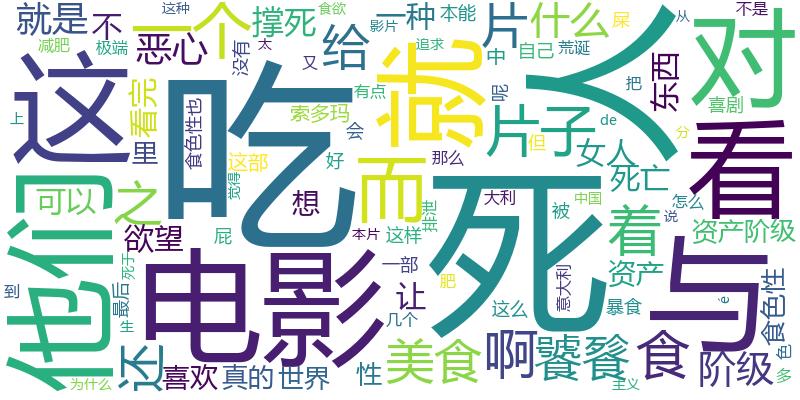 就是 不 一个 撑死 给 一种 本能 片 什么 屎 从 不是
减肥 极端 恶心 没有 太 又 食欲 影片 追求 中 自己 荒诞 这种
这 吃 就 人 对
看完 索多玛 有点 片子 呢 东西 把 喜剧
上 里 食色性也 这部 会 de 但 分
他们 可以 之 觉得 想 好 而 那么 女人 死亡 看
电影 死 与
欲望 屁 本片 这样 进 大利 被 着 中国 怎么 说 资产阶级
到 最后 死于 一部 让 肥 这么 意大利 资产 暴食 é 食色性
生 几个
还 喜欢 真的 世界 性 美食 啊 饕餮 食 阶级 色 多
为什么 主义